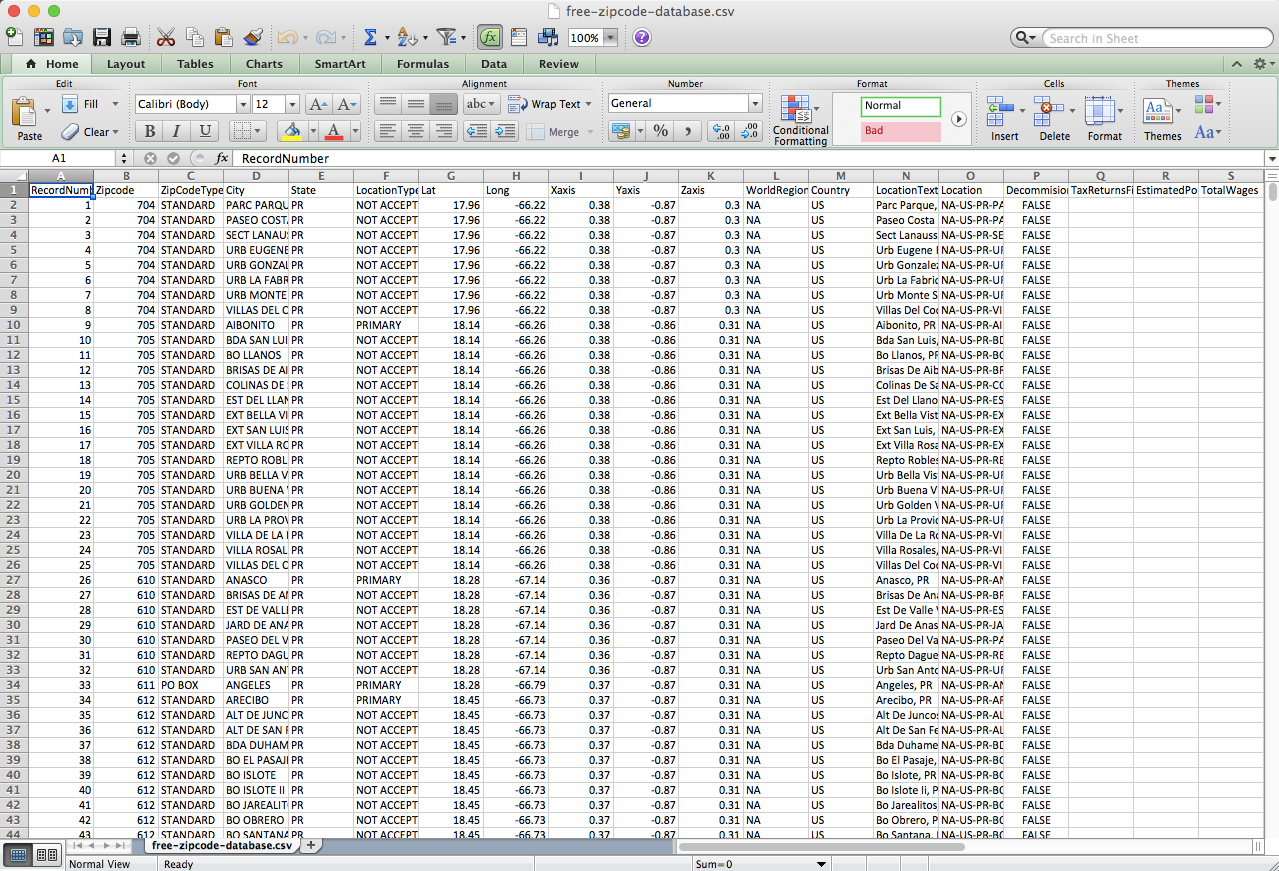 free-zipcode-database.csv
100% Search in Sheet
Home Layout Tables Charts SmartArt Formulas Data Review
Edit Font Alignment Number Format Cells Themes
Paste Fill Clear Calibri (Body) 12 A A B I U A abc Wrap Text Merge General % Conditional Formatting Normal Bad Insert Delete Format Themes Aa
A1 fx RecordNumber
A B C D E F G H I J K L M N O P Q R S
1 RecordNum Zipcode ZipCodeType City State LocationType Lat Long Xaxis Yaxis Zaxis WorldRegion Country LocationText Location Decommision TaxReturnsFi EstimatedPo TotalWages
2 1 704 STANDARD PARC PARQU PR NOT ACCEPT 17.96 -66.22 0.38 -0.87 0.3 NA US Parc Parque, NA-US-PR-PA FALSE
3 2 704 STANDARD PASEO COSTA PR NOT ACCEPT 17.96 -66.22 0.38 -0.87 0.3 NA US Paseo Costa NA-US-PR-PA FALSE
4 3 704 STANDARD SECT LANAUS PR NOT ACCEPT 17.96 -66.22 0.38 -0.87 0.3 NA US Sect Lanauss NA-US-PR-SE FALSE
5 4 704 STANDARD URB EUGENE PR NOT ACCEPT 17.96 -66.22 0.38 -0.87 0.3 NA US Urb Eugene NA-US-PR-UR FALSE
6 5 704 STANDARD URB GONZAL PR NOT ACCEPT 17.96 -66.22 0.38 -0.87 0.3 NA US Urb Gonzalez NA-US-PR-UR FALSE
7 6 704 STANDARD URB LA FABR PR NOT ACCEPT 17.96 -66.22 0.38 -0.87 0.3 NA US Urb La Fabric NA-US-PR-UR FALSE
8 7 704 STANDARD URB MONTE PR NOT ACCEPT 17.96 -66.22 0.38 -0.87 0.3 NA US Urb Monte S NA-US-PR-UR FALSE
9 8 704 STANDARD VILLAS DEL C PR NOT ACCEPT 17.96 -66.22 0.38 -0.87 0.3 NA US Villas Del Coq NA-US-PR-VI FALSE
10 9 705 STANDARD AIBONITO PR PRIMARY 18.14 -66.26 0.38 -0.86 0.31 NA US Aibonito, PR NA-US-PR-AI FALSE
11 10 705 STANDARD BDA SAN LUI PR NOT ACCEPT 18.14 -66.26 0.38 -0.86 0.31 NA US Bda San Luis, NA-US-PR-BD FALSE
12 11 705 STANDARD BO LLANOS PR NOT ACCEPT 18.14 -66.26 0.38 -0.86 0.31 NA US Bo Llanos, PR NA-US-PR-BO FALSE
13 12 705 STANDARD BRISAS DE AI PR NOT ACCEPT 18.14 -66.26 0.38 -0.86 0.31 NA US Brisas De Aib NA-US-PR-BR FALSE
14 13 705 STANDARD COLINAS DE PR NOT ACCEPT 18.14 -66.26 0.38 -0.86 0.31 NA US Colinas De Sa NA-US-PR-CO FALSE
15 14 705 STANDARD EST DEL LLAN PR NOT ACCEPT 18.14 -66.26 0.38 -0.86 0.31 NA US Est Del Llano NA-US-PR-ES FALSE
16 15 705 STANDARD EXT BELLA VI PR NOT ACCEPT 18.14 -66.26 0.38 -0.86 0.31 NA US Ext Bella Vist NA-US-PR-EX FALSE
17 16 705 STANDARD EXT SAN LUIS PR NOT ACCEPT 18.14 -66.26 0.38 -0.86 0.31 NA US Ext San Luis, NA-US-PR-EX FALSE
18 17 705 STANDARD EXT VILLA RO PR NOT ACCEPT 18.14 -66.26 0.38 -0.86 0.31 NA US Ext Villa Rosa NA-US-PR-EX FALSE
19 18 705 STANDARD REPTO ROBL PR NOT ACCEPT 18.14 -66.26 0.38 -0.86 0.31 NA US Repto Robles NA-US-PR-RE FALSE
20 19 705 STANDARD URB BELLA V PR NOT ACCEPT 18.14 -66.26 0.38 -0.86 0.31 NA US Urb Bella Vis NA-US-PR-UR FALSE
21 20 705 STANDARD URB BUENA PR NOT ACCEPT 18.14 -66.26 0.38 -0.86 0.31 NA US Urb Buena V NA-US-PR-UR FALSE
22 21 705 STANDARD URB GOLDEN PR NOT ACCEPT 18.14 -66.26 0.38 -0.86 0.31 NA US Urb Golden NA-US-PR-UR FALSE
23 22 705 STANDARD URB LA PROV PR NOT ACCEPT 18.14 -66.26 0.38 -0.86 0.31 NA US Urb La Provid NA-US-PR-UR FALSE
24 23 705 STANDARD VILLA DE LA PR NOT ACCEPT 18.14 -66.26 0.38 -0.86 0.31 NA US Villa De La Ro NA-US-PR-VI FALSE
25 24 705 STANDARD VILLA ROSAL PR NOT ACCEPT 18.14 -66.26 0.38 -0.86 0.31 NA US Villa Rosales, NA-US-PR-VI FALSE
26 25 705 STANDARD VILLAS DEL C PR NOT ACCEPT 18.14 -66.26 0.38 -0.86 0.31 NA US Villas Del Coq NA-US-PR-VI FALSE
27 26 610 STANDARD ANASCO PR PRIMARY 18.28 -67.14 0.36 -0.87 0.31 NA US Anasco, PR NA-US-PR-AN FALSE
28 27 610 STANDARD BRISAS DE AN PR NOT ACCEPT 18.28 -67.14 0.36 -0.87 0.31 NA US Brisas De Ana NA-US-PR-BR FALSE
29 28 610 STANDARD EST DE VALLE PR NOT ACCEPT 18.28 -67.14 0.36 -0.87 0.31 NA US Est De Valle NA-US-PR-ES FALSE
30 29 610 STANDARD JARD DE ANA PR NOT ACCEPT 18.28 -67.14 0.36 -0.87 0.31 NA US Jard De Anas NA-US-PR-JA FALSE
31 30 610 STANDARD PASEO DEL V PR NOT ACCEPT 18.28 -67.14 0.36 -0.87 0.31 NA US Paseo Del Va NA-US-PR-PA FALSE
32 31 610 STANDARD REPTO DAGU PR NOT ACCEPT 18.28 -67.14 0.36 -0.87 0.31 NA US Repto Dague NA-US-PR-RE FALSE
33 32 610 STANDARD URB SAN AN PR NOT ACCEPT 18.28 -67.14 0.36 -0.87 0.31 NA US Urb San Anto NA-US-PR-UR FALSE
34 33 611 PO BOX ANGELES PR PRIMARY 18.28 -66.79 0.37 -0.87 0.31 NA US Angeles, PR NA-US-PR-AN FALSE
35 34 612 STANDARD ARECIBO PR PRIMARY 18.45 -66.73 0.37 -0.87 0.31 NA US Arecibo, PR NA-US-PR-AR FALSE
36 35 612 STANDARD ALT DE JUNC PR NOT ACCEPT 18.45 -66.73 0.37 -0.87 0.31 NA US Alt De Juncos NA-US-PR-AL FALSE
37 36 612 STANDARD ALT DE SAN PR NOT ACCEPT 18.45 -66.73 0.37 -0.87 0.31 NA US Alt De San Fe NA-US-PR-AL FALSE
38 37 612 STANDARD BDA DUHAM PR NOT ACCEPT 18.45 -66.73 0.37 -0.87 0.31 NA US Bda Duhame NA-US-PR-BD FALSE
39 38 612 STANDARD BO EL PASAJE PR NOT ACCEPT 18.45 -66.73 0.37 -0.87 0.31 NA US Bo El Pasaje, NA-US-PR-BO FALSE
40 39 612 STANDARD BO ISLOTE PR NOT ACCEPT 18.45 -66.73 0.37 -0.87 0.31 NA US Bo Islote, PR NA-US-PR-BO FALSE
41 40 612 STANDARD BO ISLOTE II PR NOT ACCEPT 18.45 -66.73 0.37 -0.87 0.31 NA US Bo Islote Ii, P NA-US-PR-BO FALSE
42 41 612 STANDARD BO JAREALIT PR NOT ACCEPT 18.45 -66.73 0.37 -0.87 0.31 NA US Bo Jarealitos, NA-US-PR-BO FALSE
43 42 612 STANDARD BO OBRERO PR NOT ACCEPT 18.45 -66.73 0.37 -0.87 0.31 NA US Bo Obrero, P NA-US-PR-BO FALSE
44 43 612 STANDARD BO SANTANA PR NOT ACCEPT 18.45 -66.73 0.37 -0.87 0.31 NA US Bo Santana, NA-US-PR-BO FALSE
free-zipcode-database.csv +
Normal View Ready Sum=0